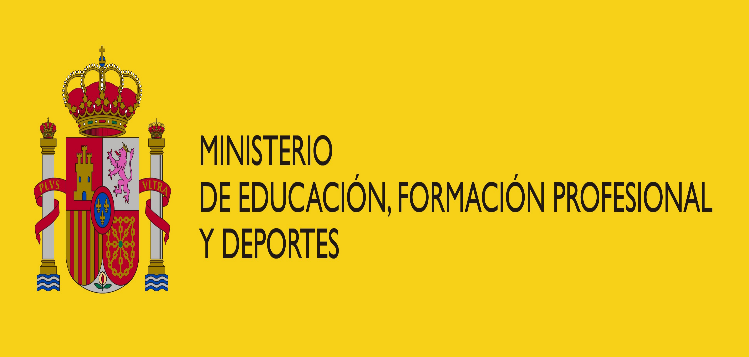 PLVS VLTRA
MINISTERIO
DE EDUCACIÓN, FORMACIÓN PROFESIONAL
Y DEPORTES